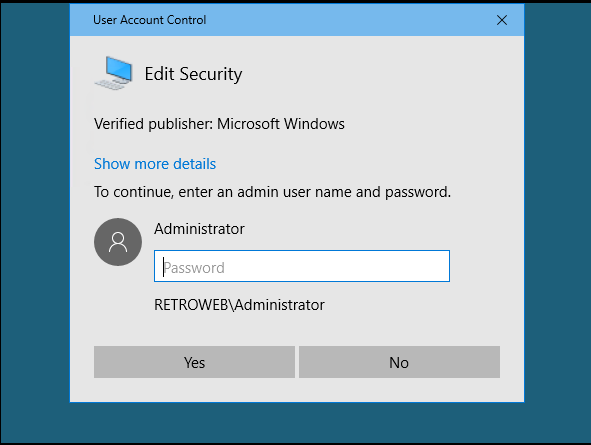 User Account Control
Edit Security
Verified publisher: Microsoft Windows
Show more details
To continue, enter an admin user name and password.
Administrator
Password
RETROWEB\Administrator
Yes
No